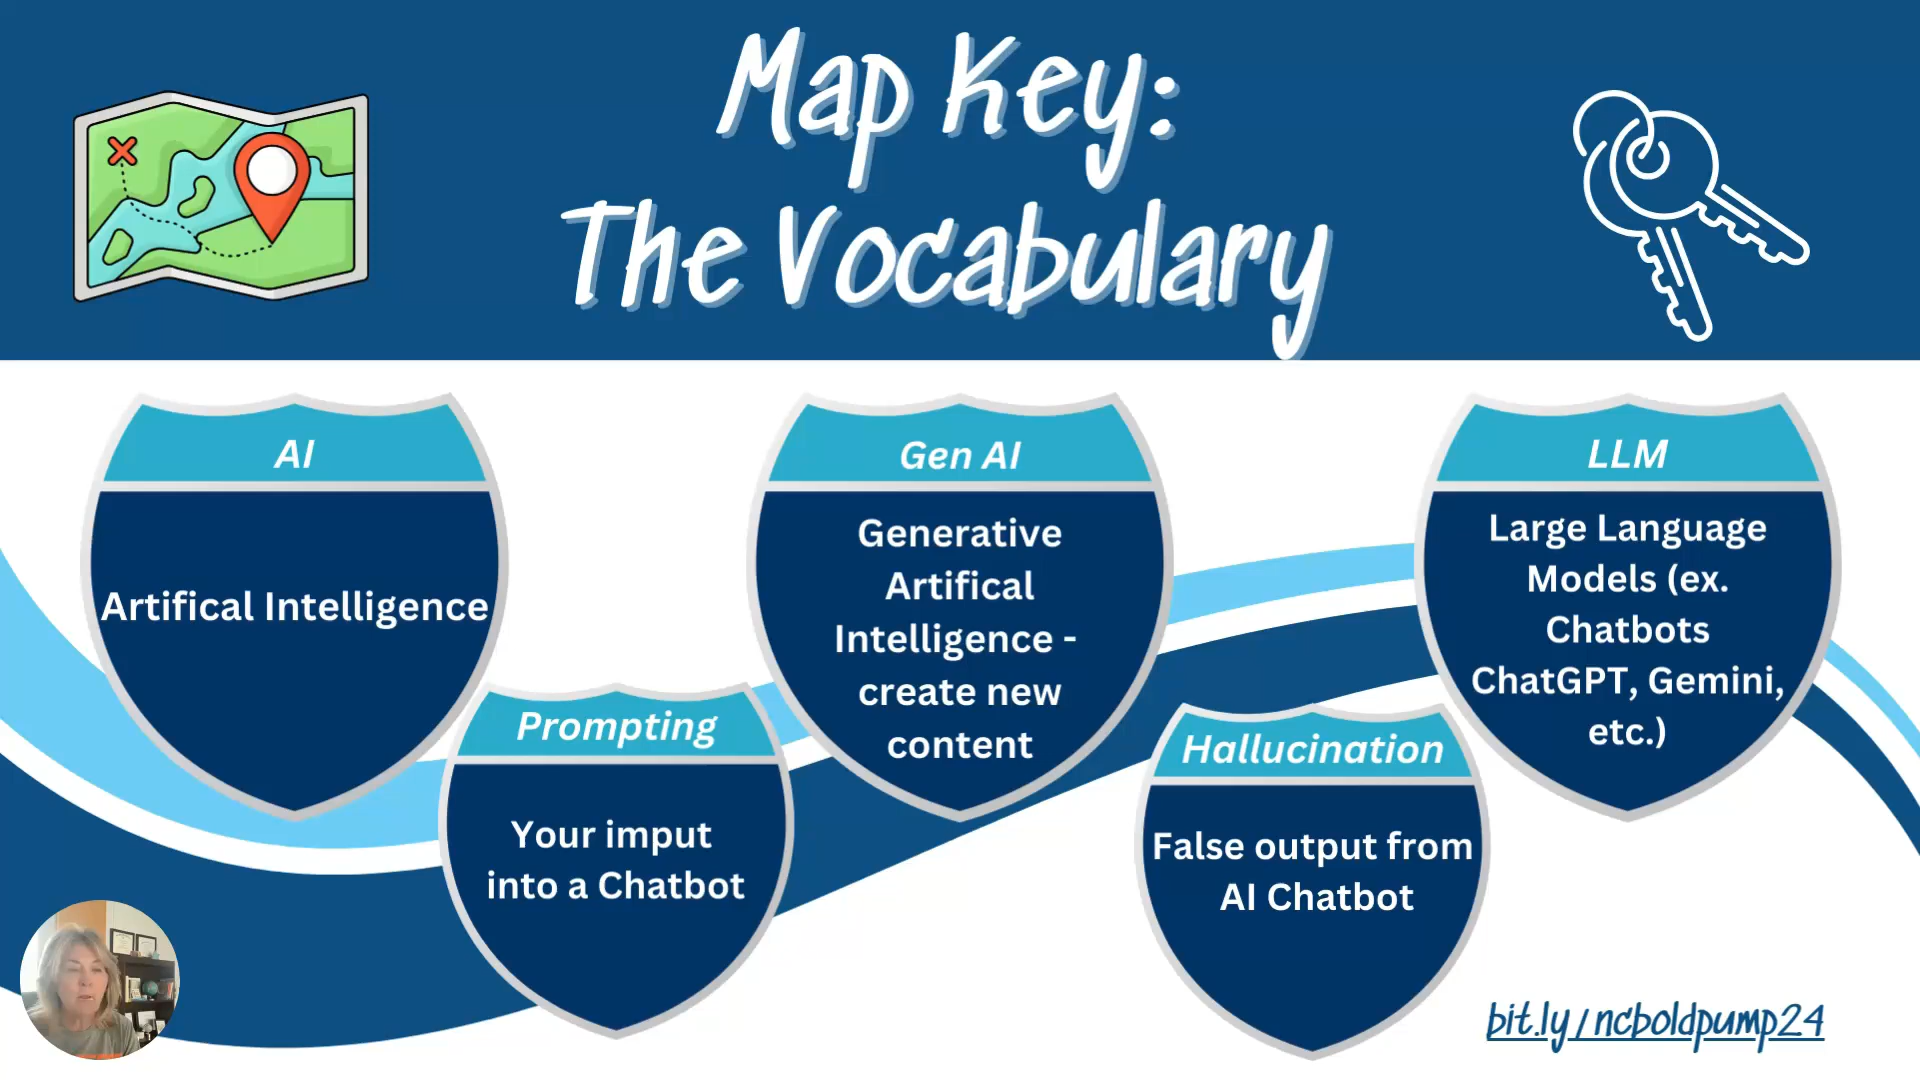 Map Key:
The Vocabulary
AI
Artifical Intelligence
Prompting
Your imput
into a Chatbot
Gen AI
Generative
Artifical
Intelligence -
create new
content
Hallucination
False output from
AI Chatbot
LLM
Large Language
Models (ex.
Chatbots
ChatGPT, Gemini,
etc.)
bit.ly/ncboldpump24